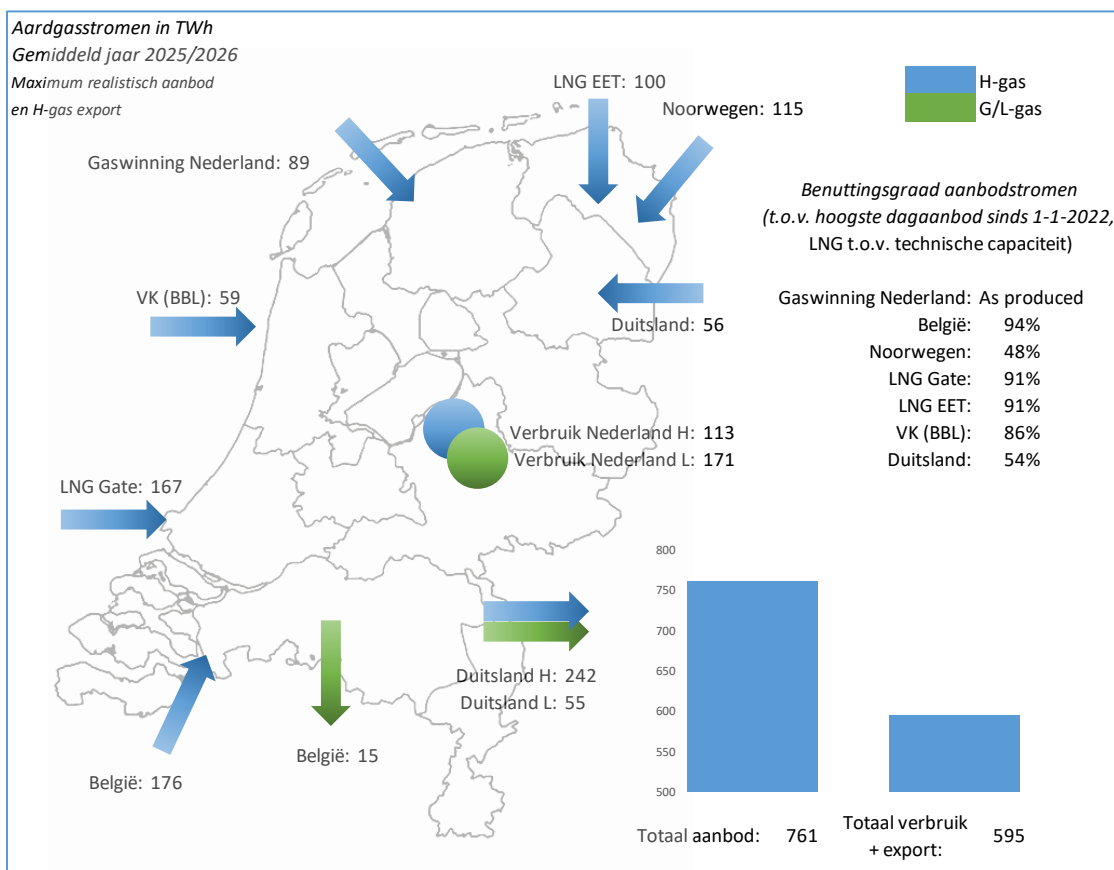 Aardgasstromen in TWh
Gemiddeld jaar 2025/2026
Maximum realistisch aanbod
en H-gas export
LNG EET: 100
Noorwegen: 115
H-gas
G/L-gas
Gaswinning Nederland: 89
Benuttingsgraad aanbodstromen
(t.o.v. hoogste dagaanbod sinds 1-1-2022,
LNG t.o.v. technische capaciteit)
VK (BBL): 59
Duitsland: 56
Gaswinning Nederland: As produced
België: 94%
Noorwegen: 48%
LNG Gate: 91%
LNG EET: 91%
VK (BBL): 86%
Duitsland: 54%
Verbruik Nederland H: 113
Verbruik Nederland L: 171
LNG Gate: 167
Duitsland H: 242
Duitsland L: 55
België: 15
België: 176
800
750
700
650
600
550
500
Totaal aanbod: 761
Totaal verbruik
+ export: 595